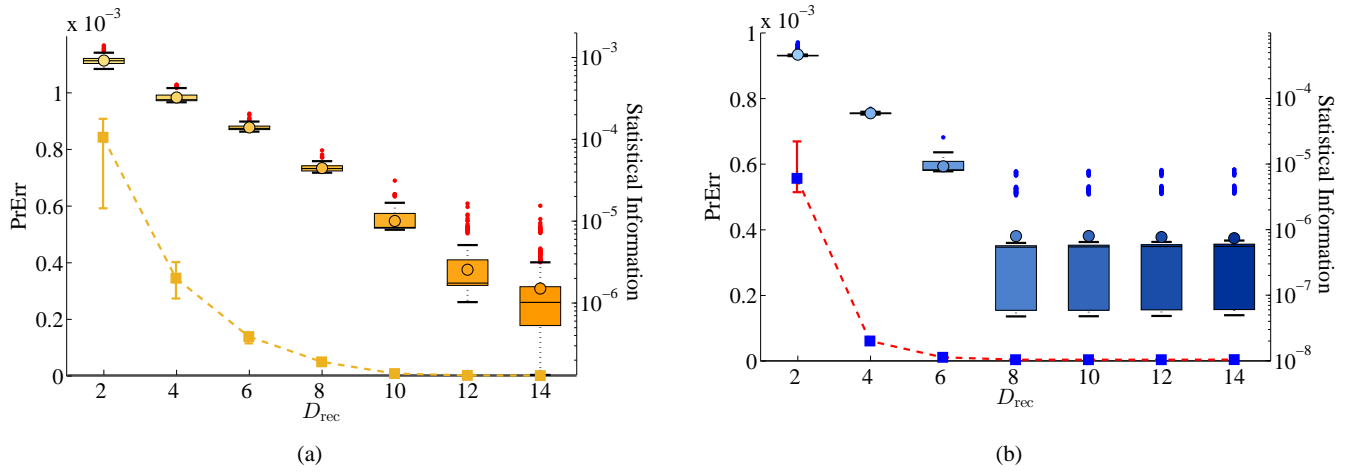 x 10^-3
1
0.8
0.6
0.4
0.2
0
PrErr
2 4 6 8 10 12 14
D_rec
10^-3
10^-4
10^-5
10^-6
Statistical Information
(a)
1 x 10^-3
0.8
0.6
0.4
0.2
0
PrErr
2 4 6 8 10 12 14
D_rec
10^-4
10^-5
10^-6
10^-7
10^-8
Statistical Information
(b)